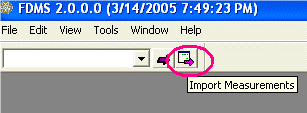 FDMS 2.0.0.0 (3/14/2005 7:49:23 PM)
File Edit View Tools Window Help
Import Measurements